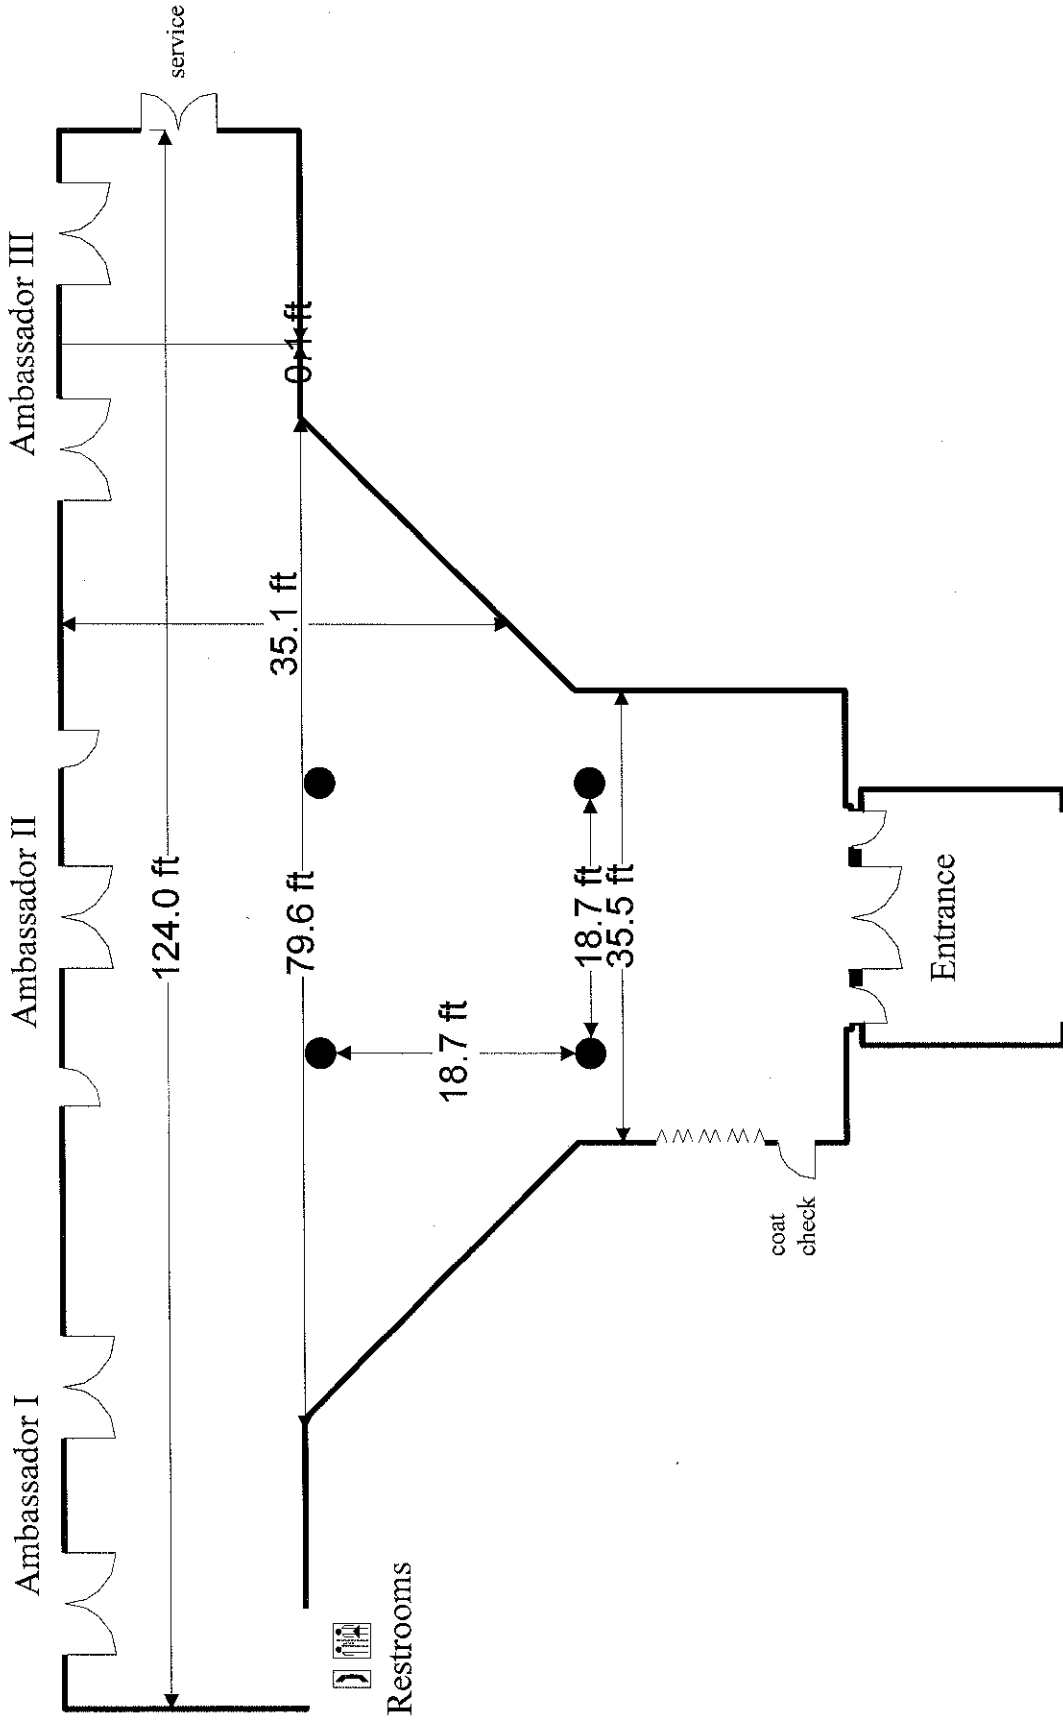 Ambassador I
Ambassador II
Ambassador III
124.0 ft
service
79.6 ft
0.1 ft
35.1 ft
18.7 ft
18.7 ft
35.5 ft
Restrooms
coat
check
Entrance